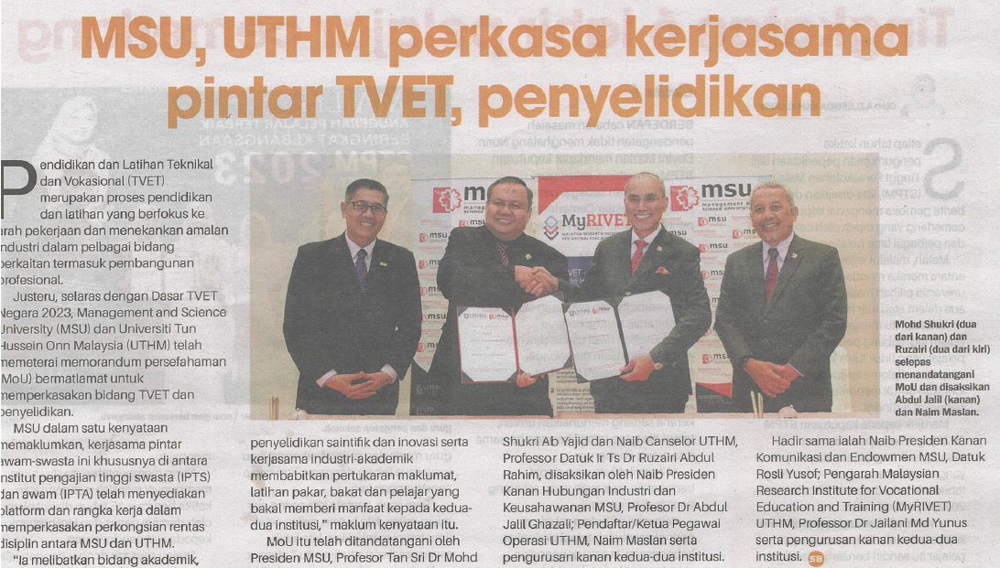 MSU, UTHM perkasa kerjasama
pintar TVET, penyelidikan
Pendidikan dan Latihan Teknikal
dan Vokasional (TVET)
merupakan proses pendidikan
dan latihan yang berfokus ke
arah pekerjaan dan menekankan amalan
industri dalam pelbagai bidang
berkaitan termasuk pembangunan
profesional.
Justeru, selaras dengan Dasar TVET
Negara 2023, Management and Science
University (MSU) dan Universiti Tun
Hussein Onn Malaysia (UTHM) telah
memeterai memorandum persefahaman
(MoU) bermatlamat untuk
memperkasakan bidang TVET dan
penyelidikan.
MSU dalam satu kenyataan
memaklumkan, kerjasama pintar
awam-swasta ini khususnya di antara
institut pengajian tinggi swasta (IPTS)
dan awam (IPTA) telah menyediakan
platform dan rangka kerja dalam
memperkasakan perkongsian rentas
disiplin antara MSU dan UTHM.
"Ia melibatkan bidang akademik,
penyelidikan saintifik dan inovasi serta
kerjasama industri-akademik
membabitkan pertukaran maklumat,
latihan pakar, bakat dan pelajar yang
bakal memberi manfaat kepada kedua-
dua institusi," maklum kenyataan itu.
MoU itu telah ditandatangani oleh
Presiden MSU, Profesor Tan Sri Dr Mohd
Shukri Ab Yajid dan Naib Canselor UTHM,
Professor Datuk Ir Ts Dr Ruzairi Abdul
Rahim, disaksikan oleh Naib Presiden
Kanan Hubungan Industri dan
Keusahawanan MSU, Profesor Dr Abdul
Jalil Ghazali; Pendaftar/Ketua Pegawai
Operasi UTHM, Naim Maslan serta
pengurusan kanan kedua-dua institusi.
Hadir sama ialah Naib Presiden Kanan
Komunikasi dan Endowmen MSU, Datuk
Rosli Yusof; Pengarah Malaysian
Research Institute for Vocational
Education and Training (MyRIVET)
UTHM, Professor Dr Jailani Md Yunus
serta pengurusan kanan kedua-dua
institusi. SB
Mohd Shukri (dua
dari kanan) dan
Ruzairi (dua dari kiri)
selepas
menandatangani
MoU dan disaksikan
Abdul Jalil (kanan)
dan Naim Maslan.
msu
management
science univers
MyRIVET
msu
management
science university
msu
msu
UTHM msu
UTHM msu